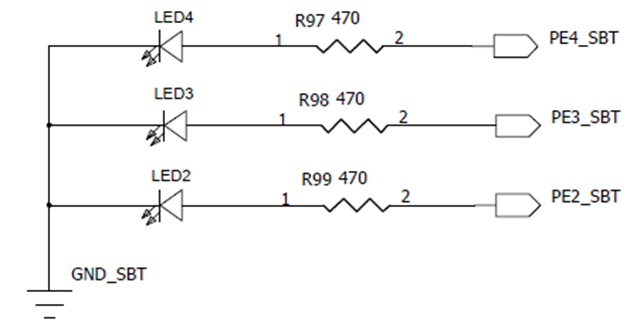 LED4
R97 470
1
2
PE4_SBT
LED3
R98 470
1
2
PE3_SBT
LED2
R99 470
1
2
PE2_SBT
GND_SBT